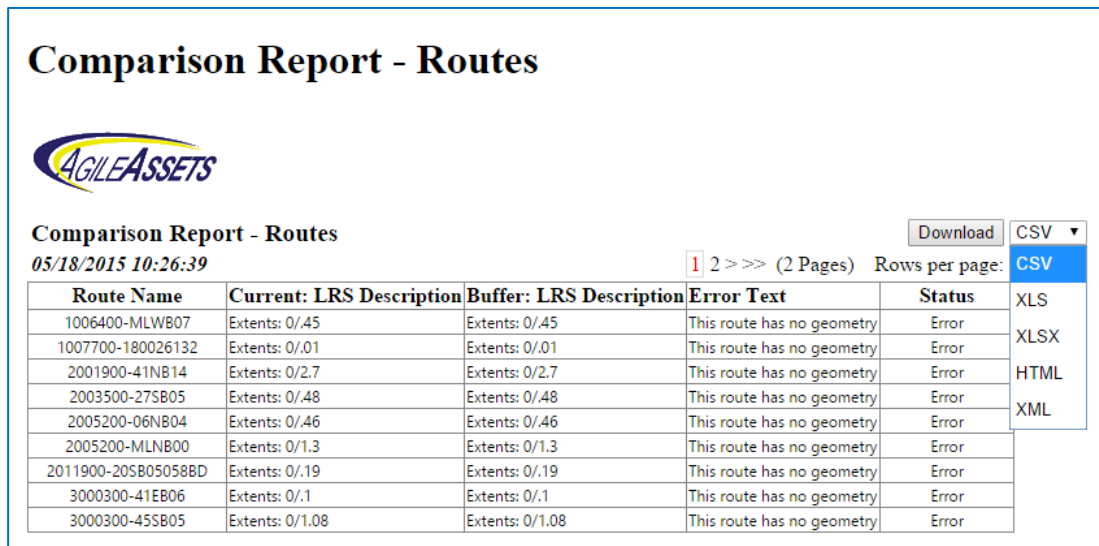 Comparison Report - Routes
AGILEASSETS
Comparison Report - Routes
Download CSV ▼
05/18/2015 10:26:39
1 2 > >> (2 Pages) Rows per page: CSV
XLS
XLSX
HTML
XML
Route Name Current: LRS Description Buffer: LRS Description Error Text Status
1006400-MLWB07 Extents: 0/.45 Extents: 0/.45 This route has no geometry Error
1007700-180026132 Extents: 0/.01 Extents: 0/.01 This route has no geometry Error
2001900-41NB14 Extents: 0/2.7 Extents: 0/2.7 This route has no geometry Error
2003500-27SB05 Extents: 0/.48 Extents: 0/.48 This route has no geometry Error
2005200-06NB04 Extents: 0/.46 Extents: 0/.46 This route has no geometry Error
2005200-MLNB00 Extents: 0/1.3 Extents: 0/1.3 This route has no geometry Error
2011900-20SB05058BD Extents: 0/.19 Extents: 0/.19 This route has no geometry Error
3000300-41EB06 Extents: 0/.1 Extents: 0/.1 This route has no geometry Error
3000300-45SB05 Extents: 0/1.08 Extents: 0/1.08 This route has no geometry Error